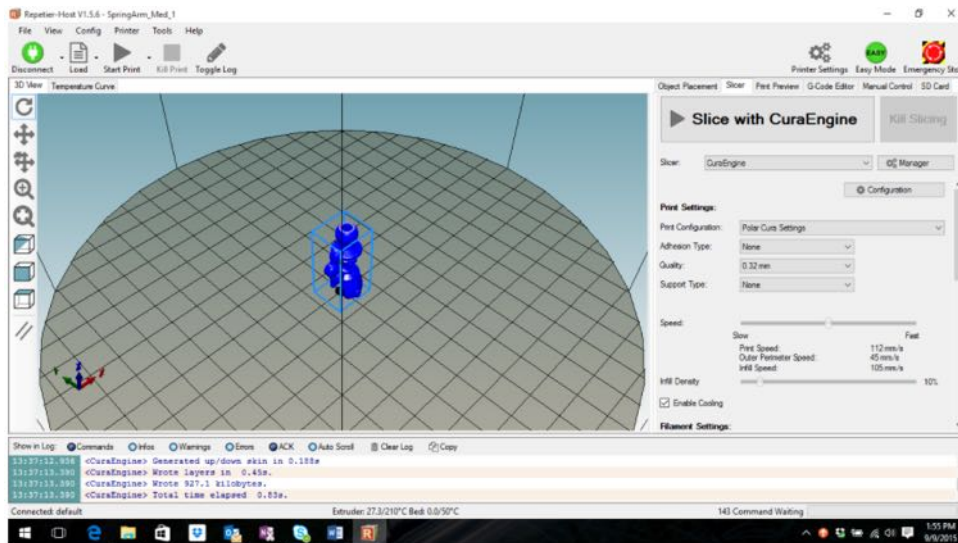 Repetier-Host V1.5.6 - SpringArm_Med_1
File View Config Printer Tools Help
Disconnect Load Start Print Kill Print Toggle Log Printer Settings Easy Mode Emergency Sto
EASY
3D View Temperature Curve
Object Placement Slicer Print Preview G-Code Editor Manual Control SD Card
Slice with CuraEngine Kill Slicing
Slicer: CuraEngine Manager
Configuration
Print Settings:
Print Configuration: Polar Cura Settings
Adhesion Type: None
Quality: 0.32 mm
Support Type: None
Speed:
Slow Fast
Print Speed: 112 mm/s
Outer Perimeter Speed: 45 mm/s
Infill Speed: 105 mm/s
Infill Density 10%
Enable Cooling
Filament Settings:
Show in Log: Commands Infos Warnings Errors ACK Auto Scroll Clear Log Copy
13:37:12.936 <CuraEngine> Generated up/down skin in 0.188s
13:37:13.390 <CuraEngine> Wrote layers in 0.45s.
13:37:13.390 <CuraEngine> Wrote 927.1 kilobytes.
13:37:13.390 <CuraEngine> Total time elapsed 0.83s.
Connected: default Extruder: 27.3/210°C Bed: 0.0/50°C 143 Command Waiting
1:55 PM
9/9/2015